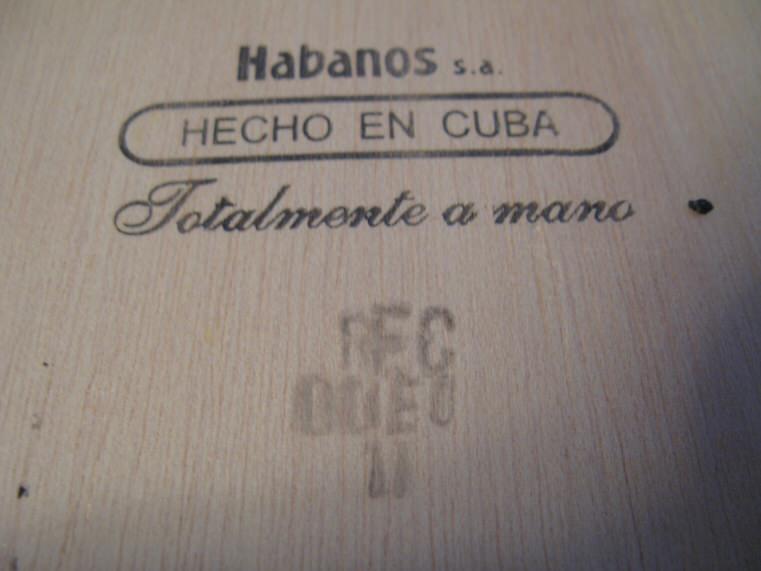 Habanos s.a.
HECHO EN CUBA
Totalmente a mano